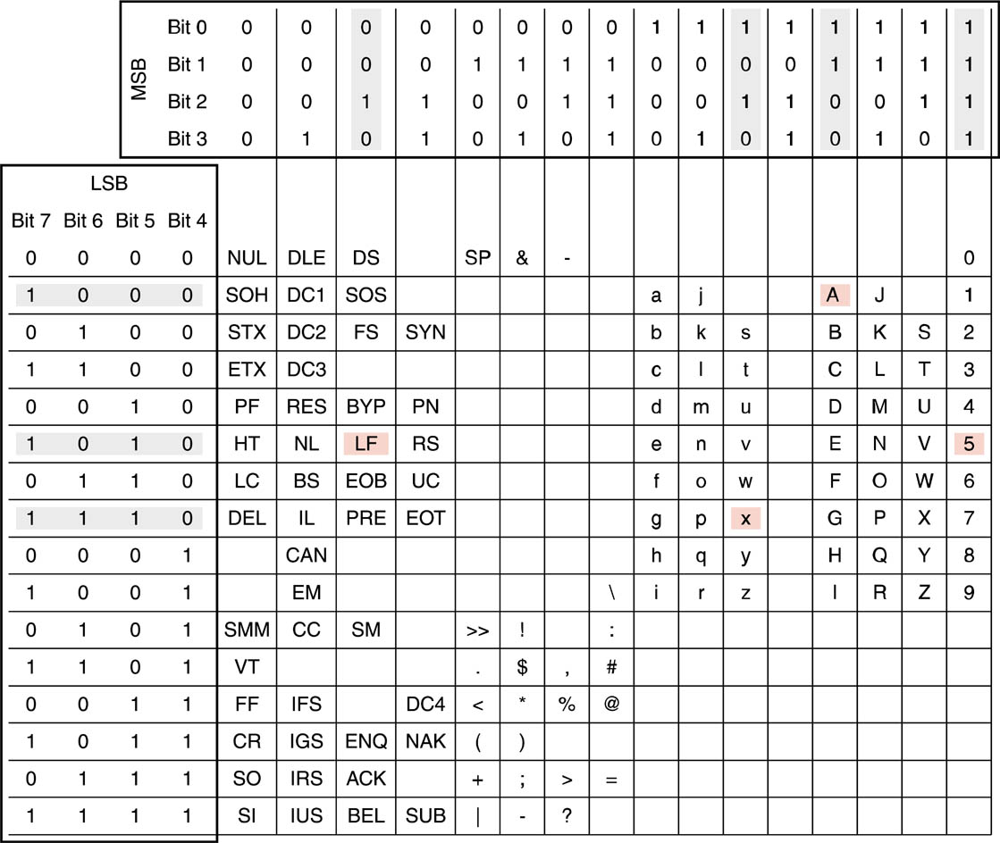 MSB
Bit 0 0 0 0 0 0 0 0 0 1 1 1 1 1 1 1 1
Bit 1 0 0 0 0 1 1 1 1 0 0 0 0 1 1 1 1
Bit 2 0 0 1 1 0 0 1 1 0 0 1 1 0 0 1 1
Bit 3 0 1 0 1 0 1 0 1 0 1 0 1 0 1 0 1
LSB
Bit 7 Bit 6 Bit 5 Bit 4
0 0 0 0 NUL DLE DS SP & - 0
1 0 0 0 SOH DC1 SOS a j A J 1
0 1 0 0 STX DC2 FS SYN b k s B K S 2
1 1 0 0 ETX DC3 c l t C L T 3
0 0 1 0 PF RES BYP PN d m u D M U 4
1 0 1 0 HT NL LF RS e n v E N V 5
0 1 1 0 LC BS EOB UC f o w F O W 6
1 1 1 0 DEL IL PRE EOT g p x G P X 7
0 0 0 1 CAN h q y H Q Y 8
1 0 0 1 EM \ i r z I R Z 9
0 1 0 1 SMM CC SM >> ! :
1 1 0 1 VT . $ , #
0 0 1 1 FF IFS DC4 < * % @
1 0 1 1 CR IGS ENQ NAK ( )
0 1 1 1 SO IRS ACK + ; > =
1 1 1 1 SI IUS BEL SUB | - ?